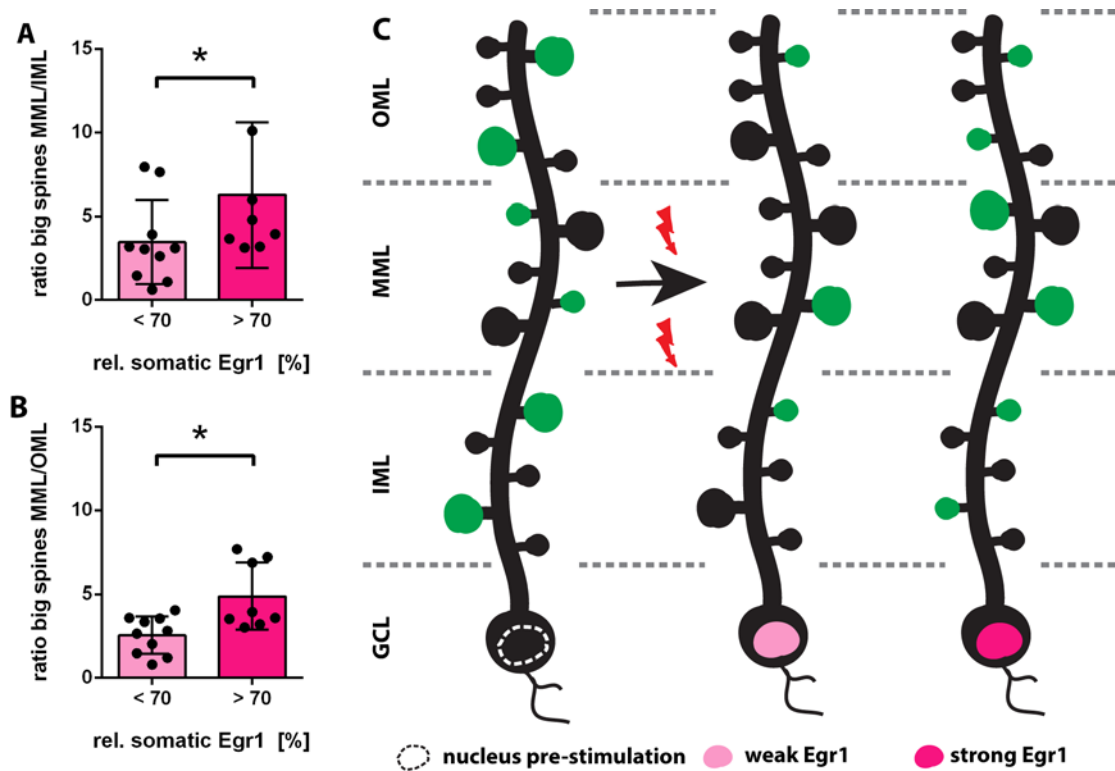 A
ratio big spines MML/IML
15
10
5
0
*
< 70
> 70
rel. somatic Egr1 [%]
B
ratio big spines MML/OML
15
10
5
0
*
< 70
> 70
rel. somatic Egr1 [%]
C
OML
MML
IML
GCL
nucleus pre-stimulation
weak Egr1
strong Egr1